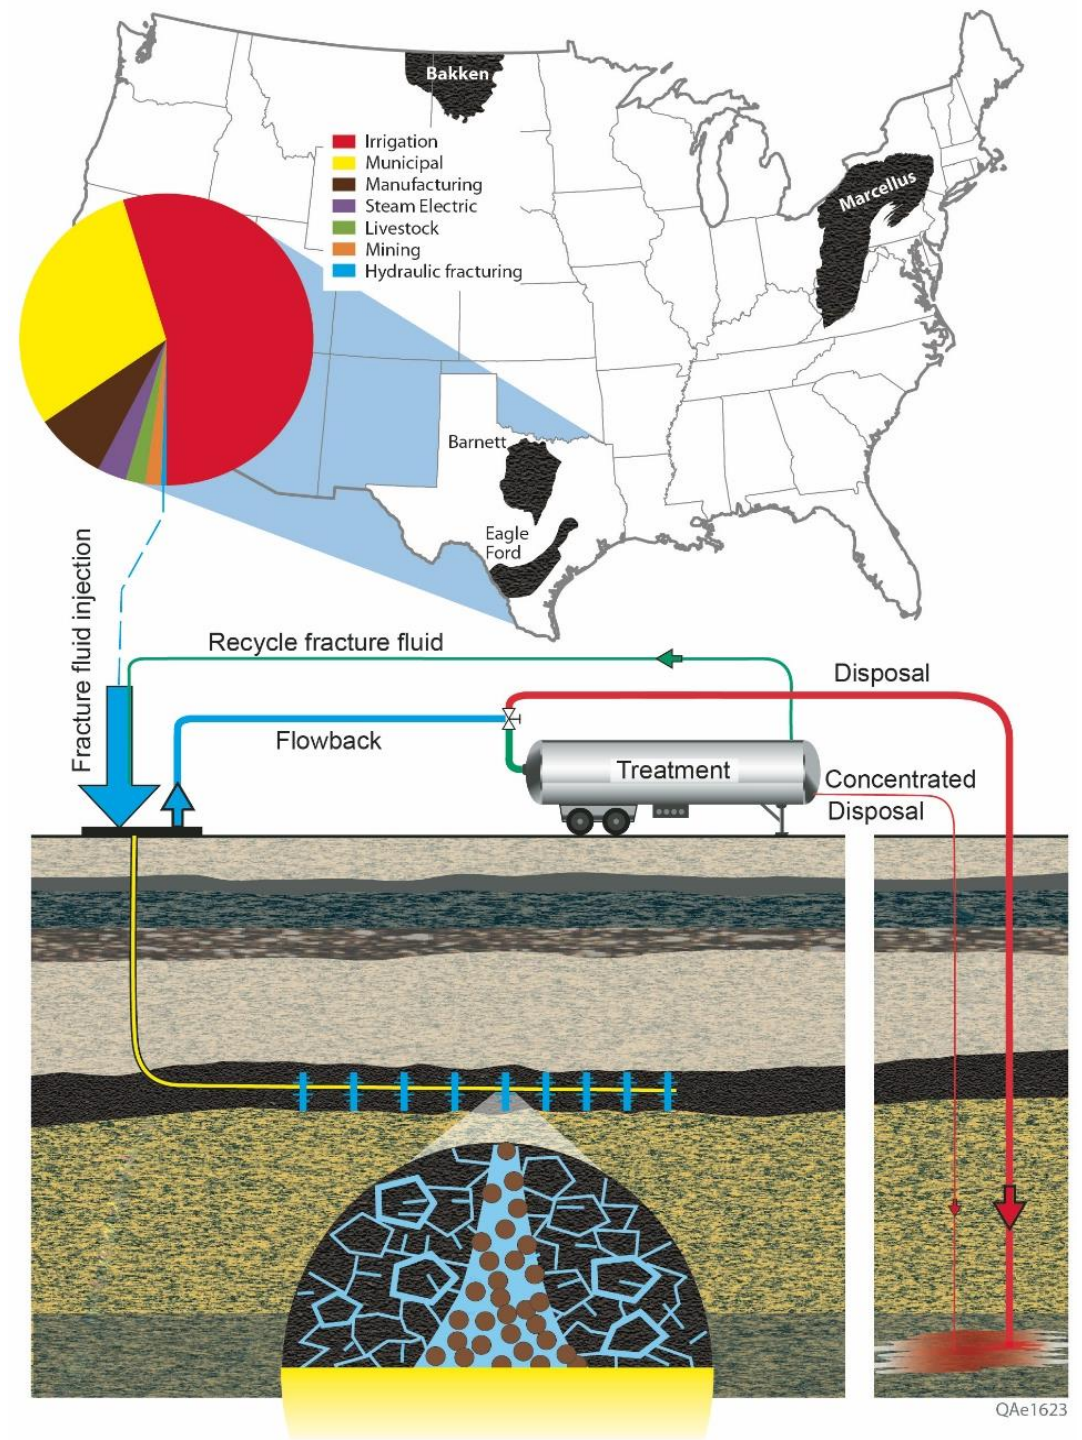 Bakken
Marcellus
Irrigation
Municipal
Manufacturing
Steam Electric
Livestock
Mining
Hydraulic fracturing
Barnett
Eagle
Ford
Fracture fluid injection
Recycle fracture fluid
Disposal
Flowback
Treatment
Concentrated
Disposal
QAe1623